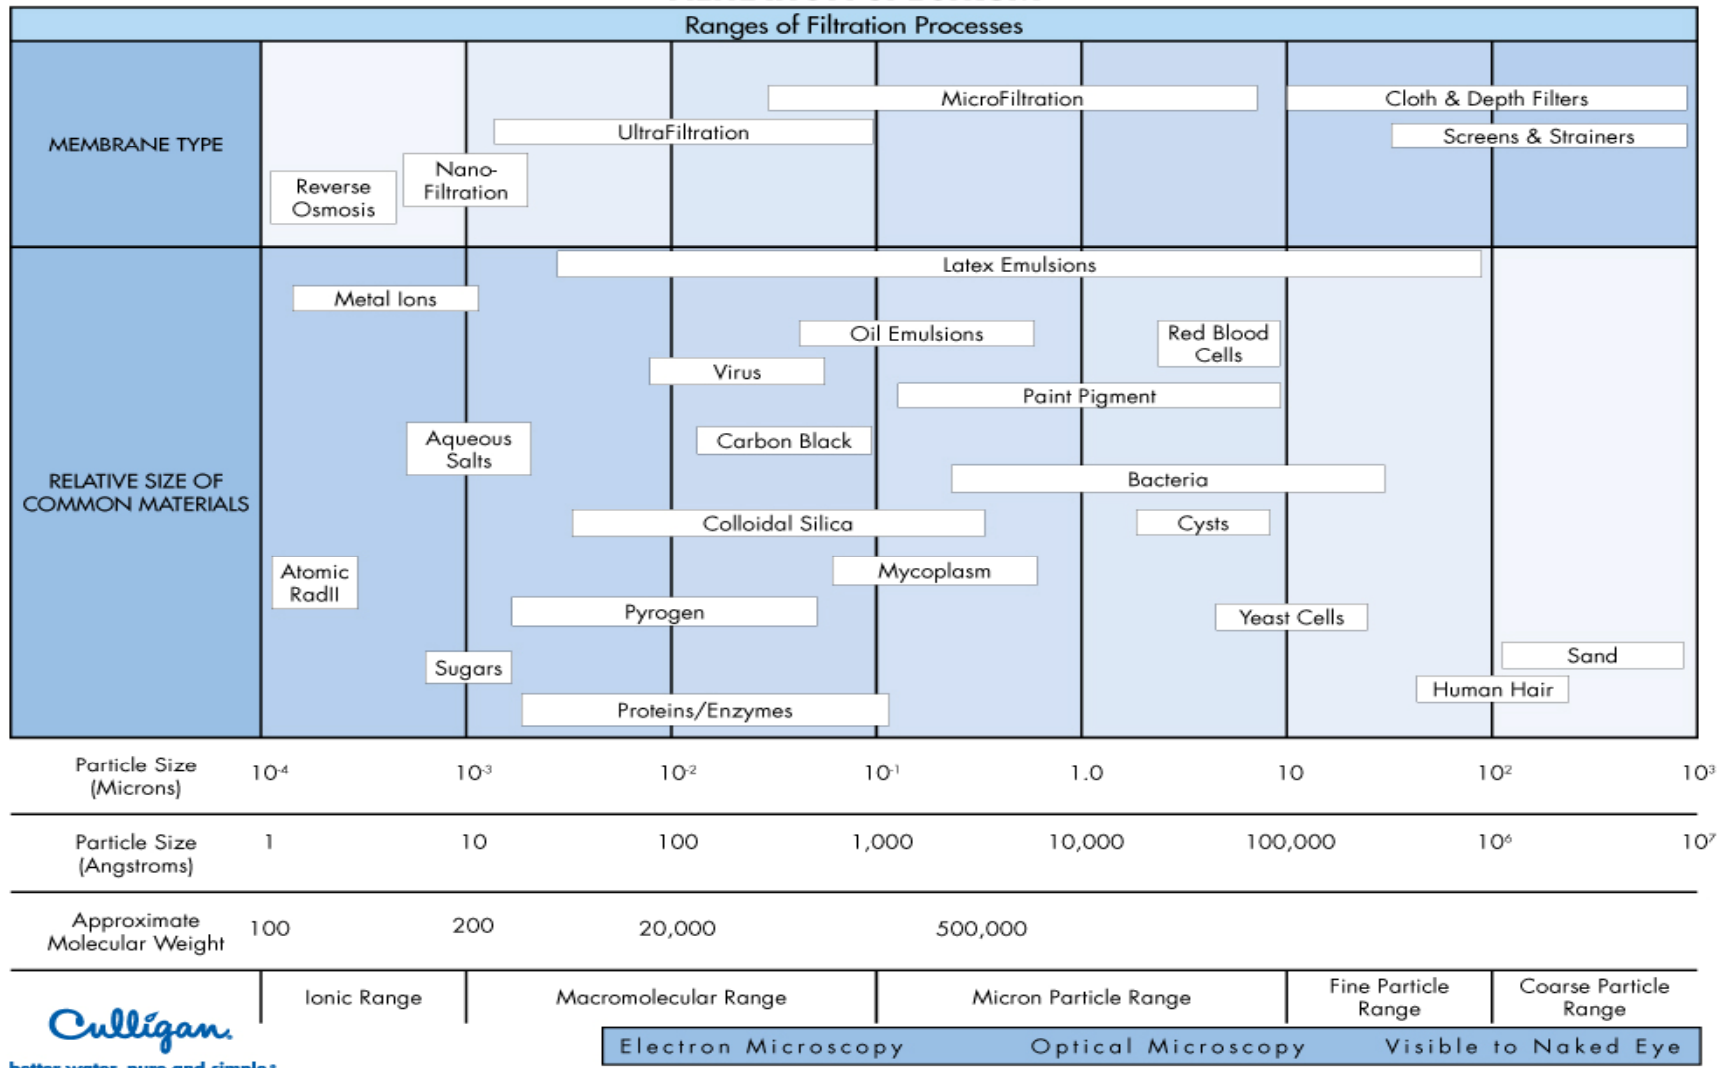 Ranges of Filtration Processes
MEMBRANE TYPE
MicroFiltration
Cloth & Depth Filters
UltraFiltration
Screens & Strainers
Nano-
Filtration
Reverse
Osmosis
RELATIVE SIZE OF
COMMON MATERIALS
Latex Emulsions
Metal Ions
Oil Emulsions
Red Blood
Cells
Virus
Paint Pigment
Aqueous
Salts
Carbon Black
Bacteria
Colloidal Silica
Cysts
Atomic
RadII
Mycoplasm
Pyrogen
Yeast Cells
Sugars
Sand
Human Hair
Proteins/Enzymes
Particle Size
(Microns)
10⁻⁴ 10⁻³ 10⁻² 10⁻¹ 1.0 10 10² 10³
Particle Size
(Angstroms)
1 10 100 1,000 10,000 100,000 10⁶ 10⁷
Approximate
Molecular Weight
100 200 20,000 500,000
Ionic Range
Macromolecular Range
Micron Particle Range
Fine Particle
Range
Coarse Particle
Range
Culligan.
Electron Microscopy Optical Microscopy Visible to Naked Eye
better water. pure and simple.